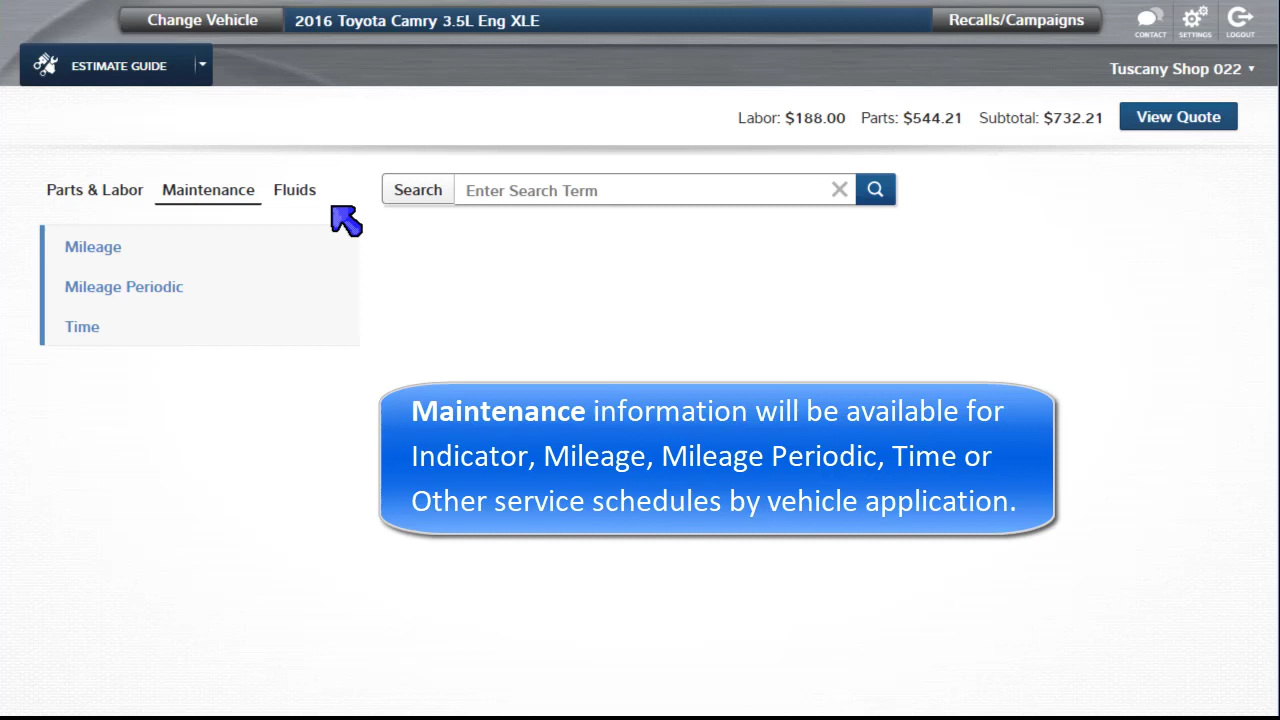 Change Vehicle 2016 Toyota Camry 3.5L Eng XLE Recalls/Campaigns
CONTACT SETTINGS LOGOUT
ESTIMATE GUIDE
Tuscany Shop 022
Labor: $188.00 Parts: $544.21 Subtotal: $732.21 View Quote
Parts & Labor Maintenance Fluids Search Enter Search Term
Mileage
Mileage Periodic
Time
Maintenance information will be available for
Indicator, Mileage, Mileage Periodic, Time or
Other service schedules by vehicle application.